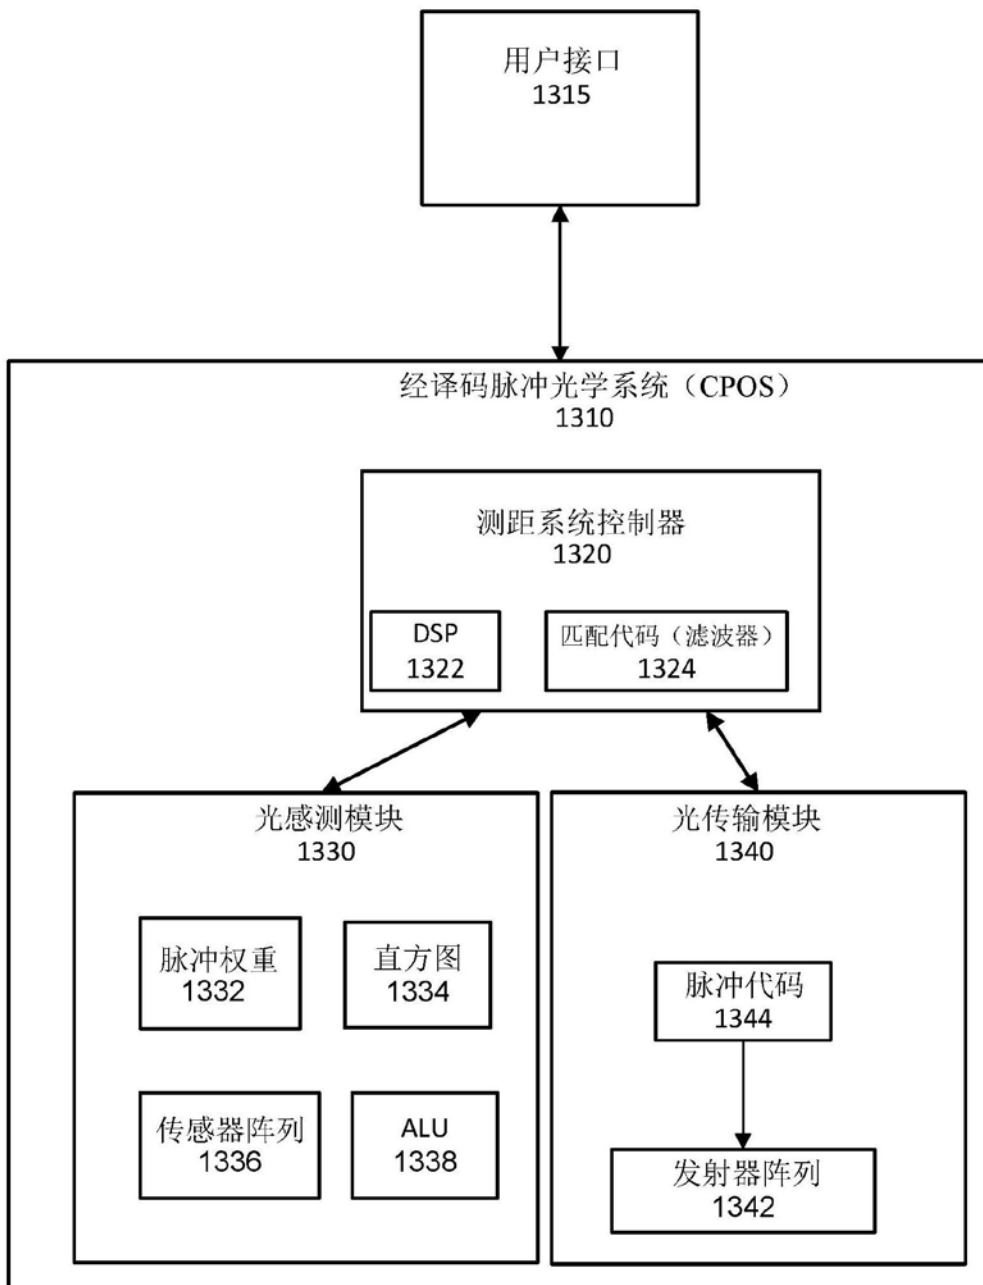 用户接口
1315
经译码脉冲光学系统（CPOS）
1310
测距系统控制器
1320
DSP
1322
匹配代码（滤波器）
1324
光感测模块
1330
脉冲权重
1332
直方图
1334
传感器阵列
1336
ALU
1338
光传输模块
1340
脉冲代码
1344
发射器阵列
1342